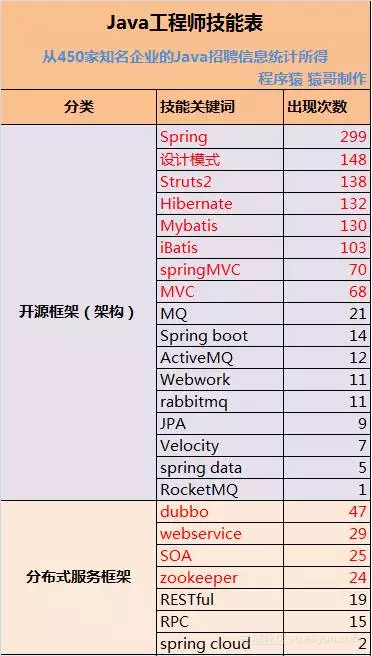 Java工程师技能表
从450家知名企业的Java招聘信息统计所得
程序猿 猿哥制作
分类 技能关键词 出现次数
Spring 299
设计模式 148
Struts2 138
Hibernate 132
Mybatis 130
iBatis 103
springMVC 70
MVC 68
开源框架（架构） MQ 21
Spring boot 14
ActiveMQ 12
Webwork 11
rabbitmq 11
JPA 9
Velocity 7
spring data 5
RocketMQ 1
dubbo 47
webservice 29
SOA 25
分布式服务框架 zookeeper 24
RESTful 19
RPC 15
spring cloud 2